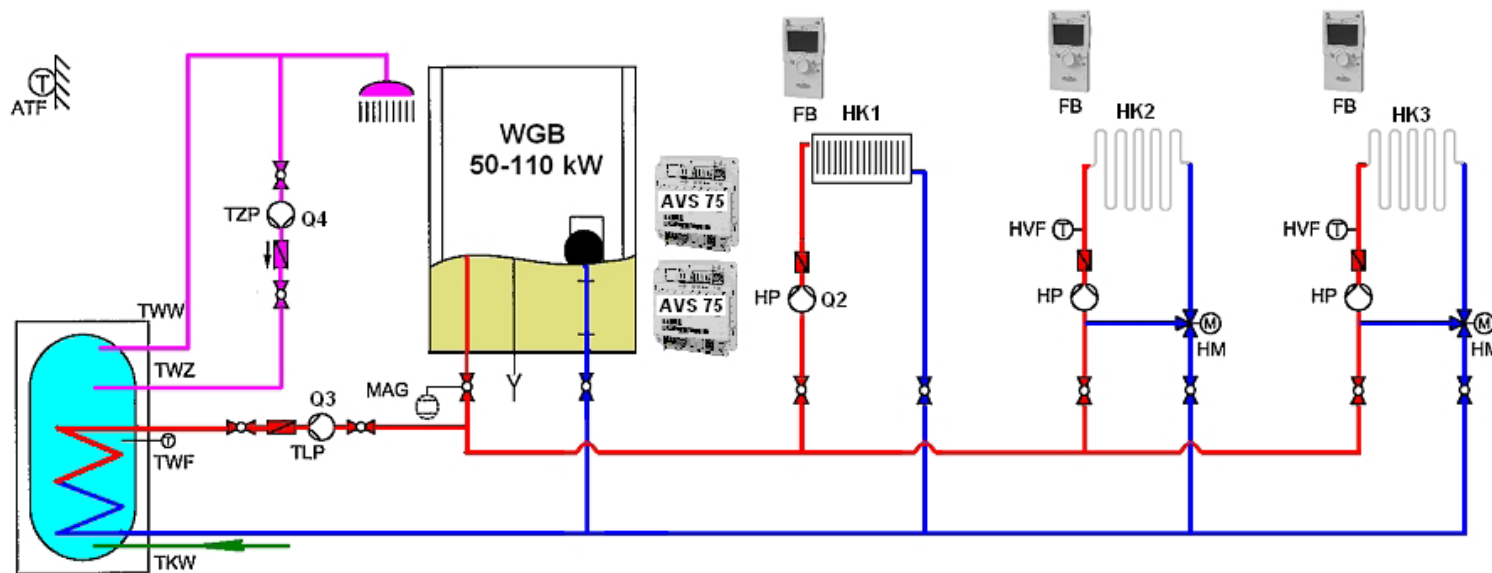 T
ATF
TZP
Q4
TWW
TWZ
TWF
T
TKW
Q3
TLP
MAG
WGB
50-110 kW
AVS 75
AVS 75
FB
HK1
HP
Q2
FB
HK2
HVF
T
HP
M
HM
FB
HK3
HVF
T
HP
M
HM